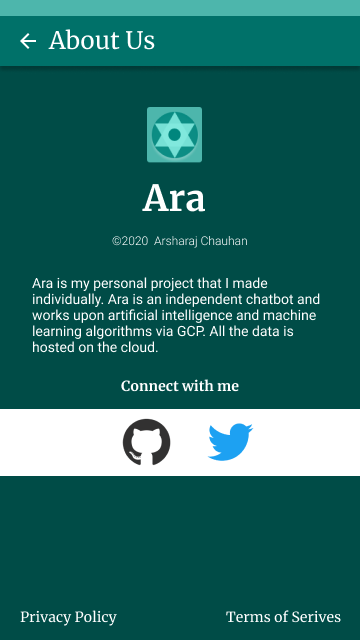 About Us
Ara
©2020 Arsharaj Chauhan
Ara is my personal project that I made
individually. Ara is an independent chatbot and
works upon artificial intelligence and machine
learning algorithms via GCP. All the data is
hosted on the cloud.
Connect with me
Privacy Policy
Terms of Serives